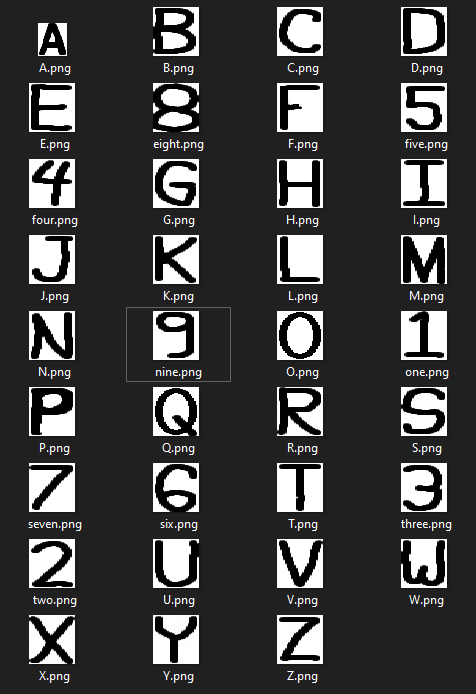 A B C D
A.png B.png C.png D.png
E 8 F 5
E.png eight.png F.png five.png
4 G H I
four.png G.png H.png I.png
J K L M
J.png K.png L.png M.png
N 9 O 1
N.png nine.png O.png one.png
P Q R S
P.png Q.png R.png S.png
7 6 T 3
seven.png six.png T.png three.png
2 U V W
two.png U.png V.png W.png
X Y Z
X.png Y.png Z.png